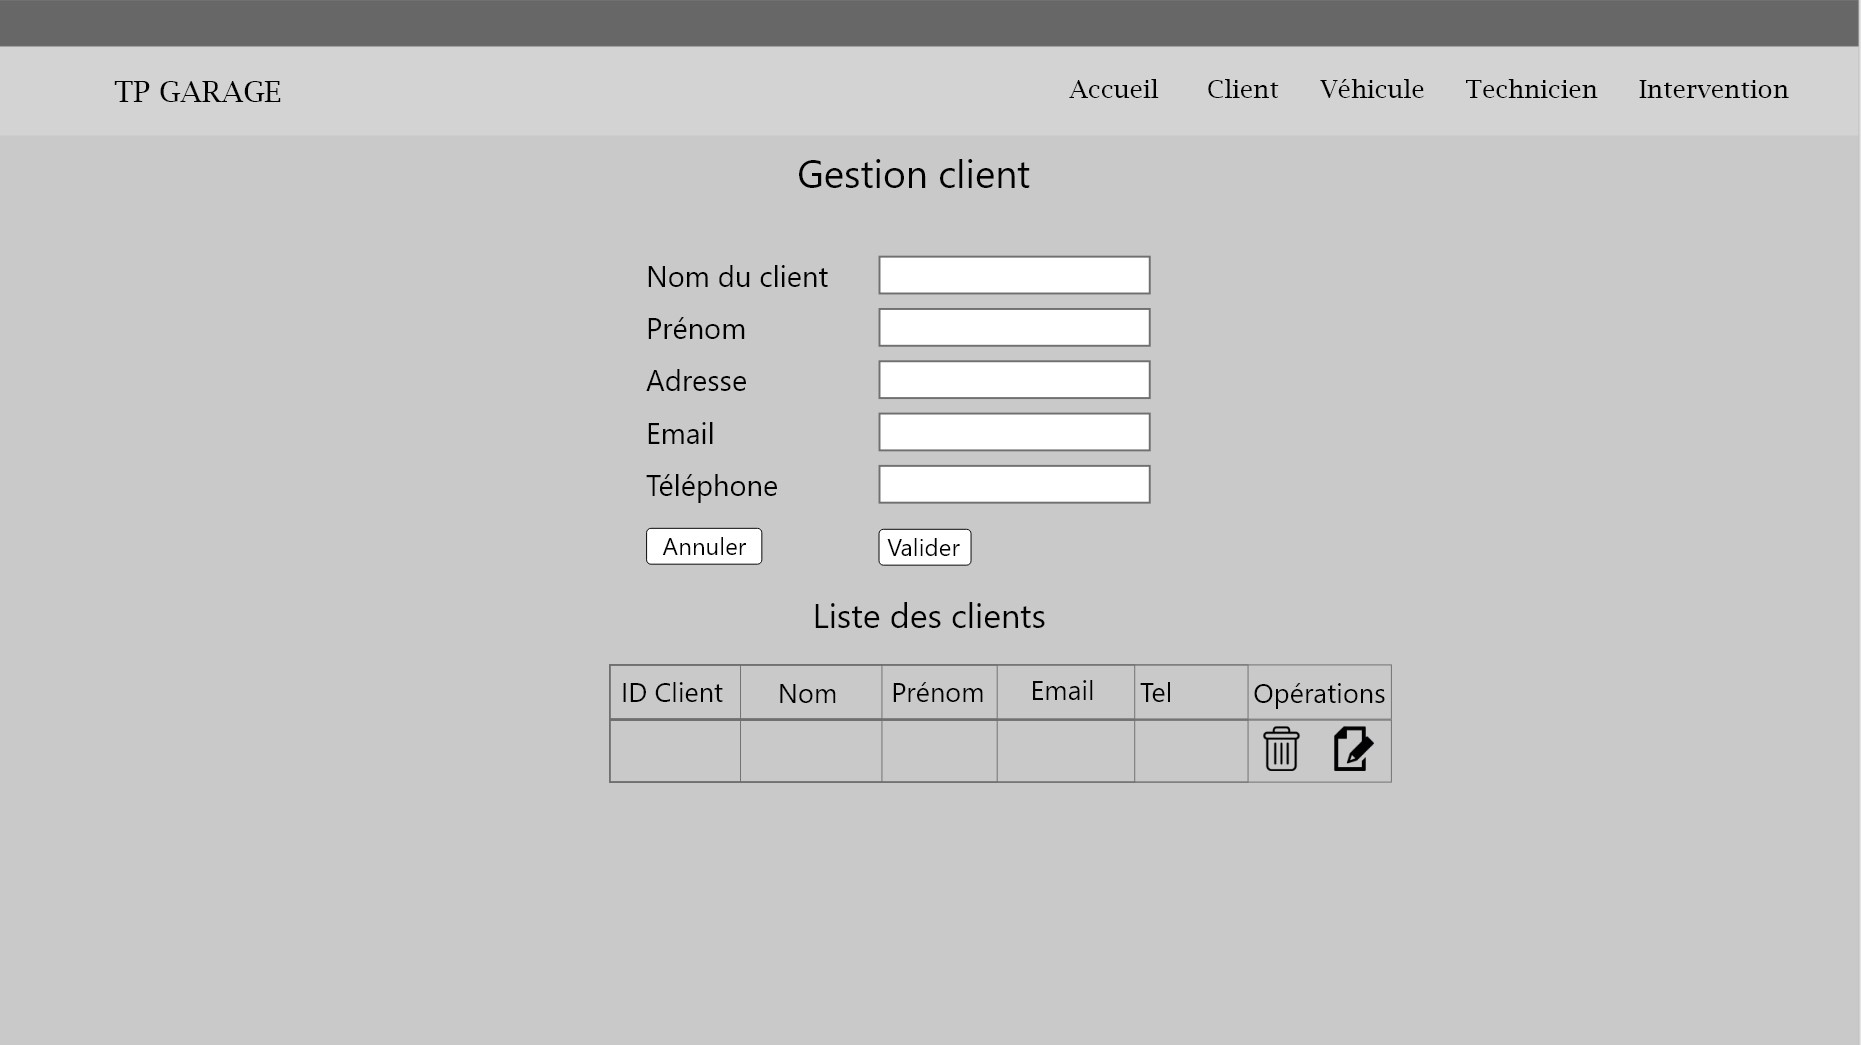 TP GARAGE Accueil Client Véhicule Technicien Intervention
Gestion client
Nom du client
Prénom
Adresse
Email
Téléphone
Annuler Valider
Liste des clients
ID Client Nom Prénom Email Tel Opérations